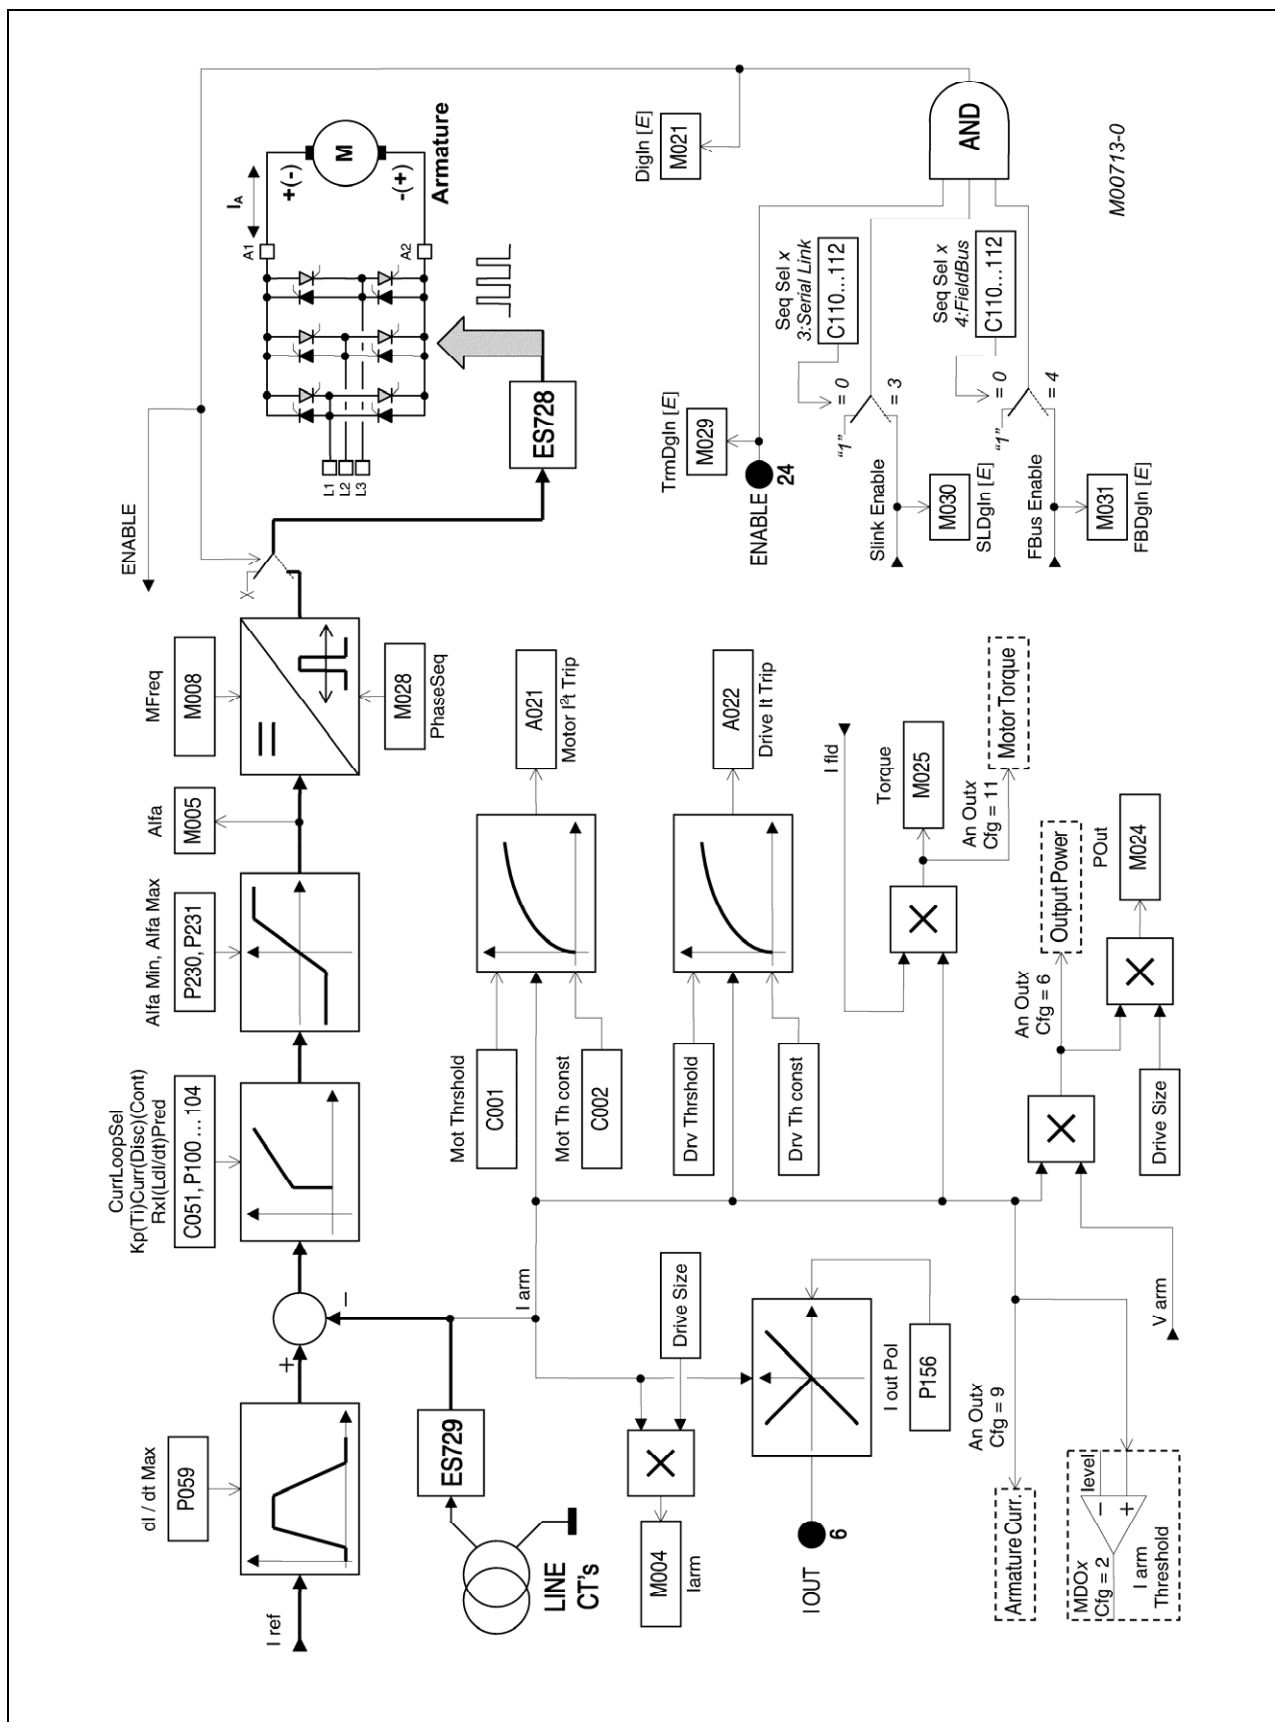 I ref
dI / dt Max
P059
+
−
CurrLoopSel
Kp(Ti)Curr(Disc)(Cont)
RxI(LdI/dt)Pred
C051, P100 ... 104
Alfa Min, Alfa Max
P230, P231
Alfa
M005
MFreq
M008
M028
PhaseSeq
X
ENABLE
L1
L2
L3
A1
A2
IA
+(-)
-(+)
M
Armature
ES728
LINE
CT's
ES729
I arm
Mot Thrshold
C001
Mot Th const
C002
A021
Motor I²t Trip
Drv Thrshold
Drv Th const
A022
Drive It Trip
Drive Size
X
M004
Iarm
I OUT
6
I out Pol
P156
I fld
X
Torque
M025
An Outx
Cfg = 11
Motor Torque
An Outx
Cfg = 9
Armature Curr.
MDOx
Cfg = 2
level
−
+
I arm
Threshold
V arm
X
An Outx
Cfg = 6
Output Power
Drive Size
X
POut
M024
TrmDgIn [E]
M029
ENABLE
24
DigIn [E]
M021
Seq Sel x
3:Serial Link
C110...112
"1"
= 0
= 3
Slink Enable
M030
SLDgIn [E]
Seq Sel x
4:FieldBus
C110...112
"1"
= 0
= 4
FBus Enable
M031
FBDgIn [E]
AND
M00713-0